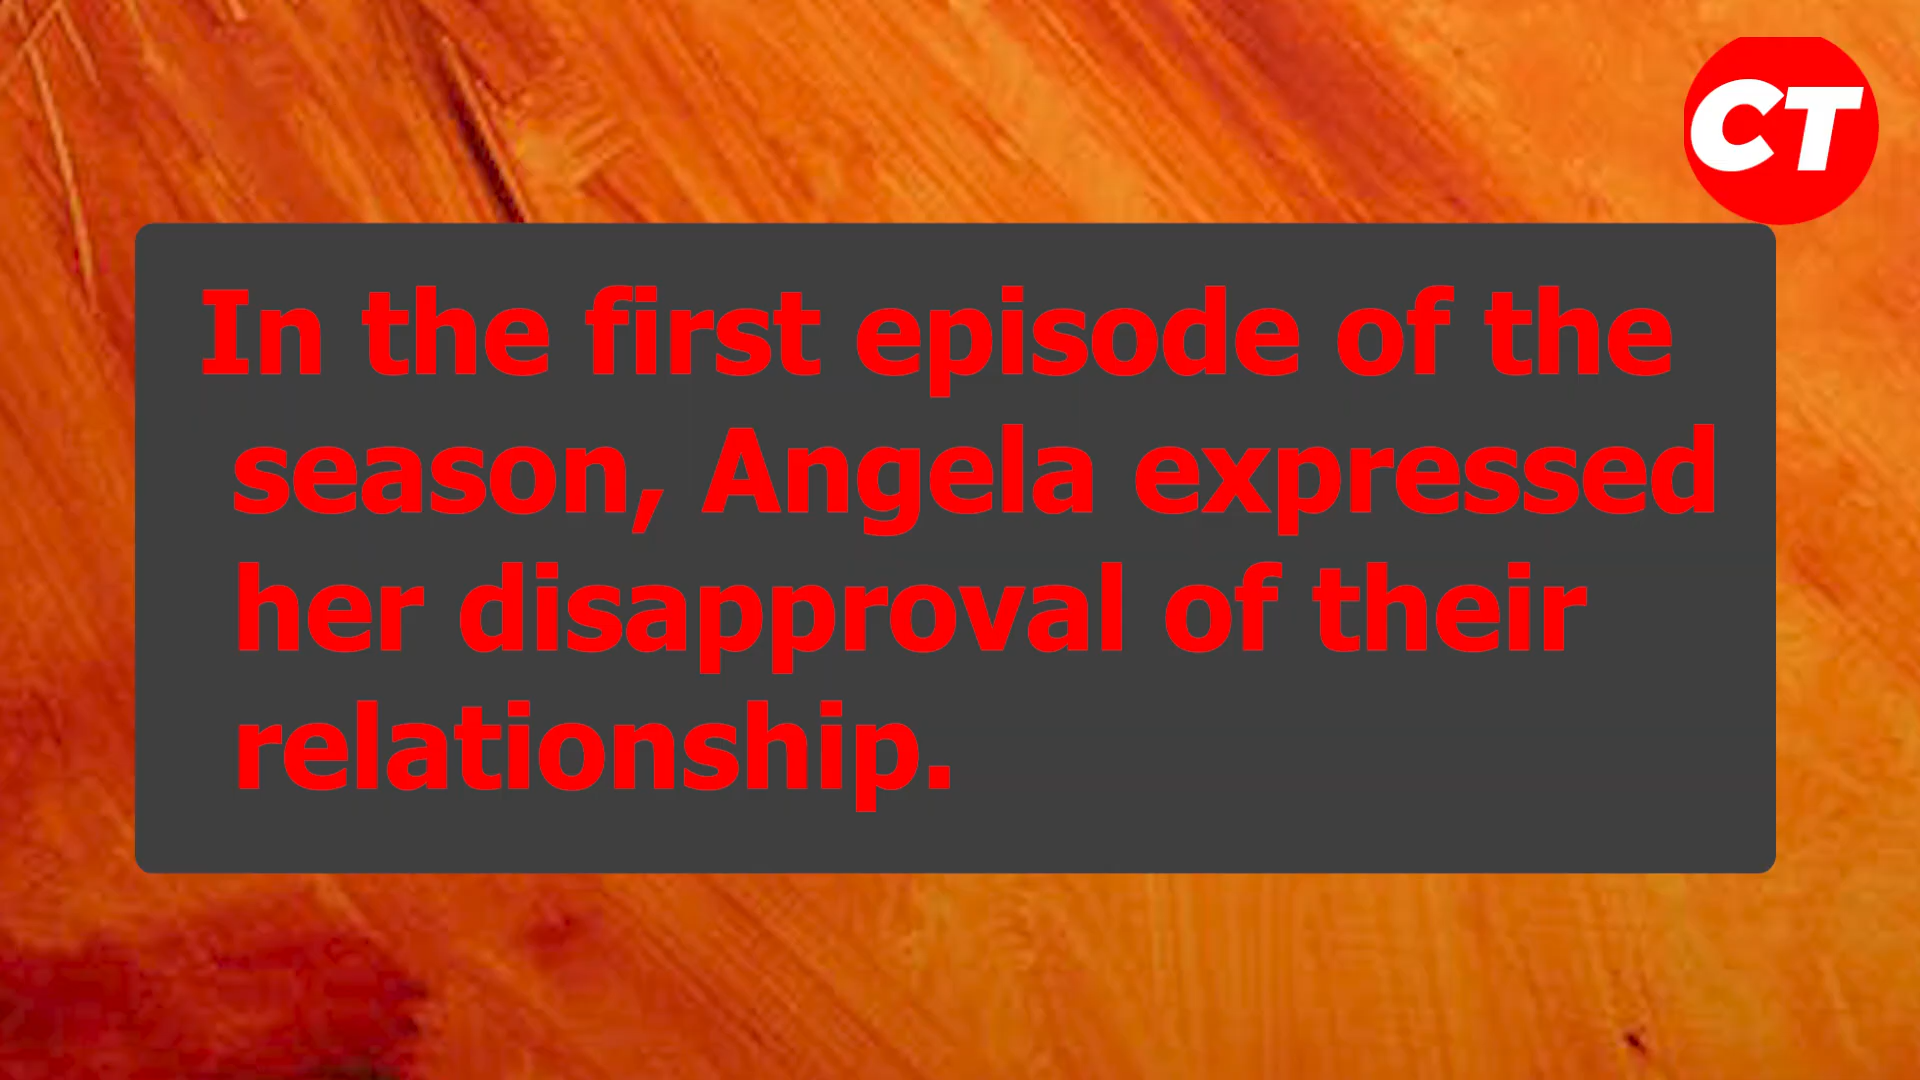 CT
In the first episode of the
season, Angela expressed
her disapproval of their
relationship.